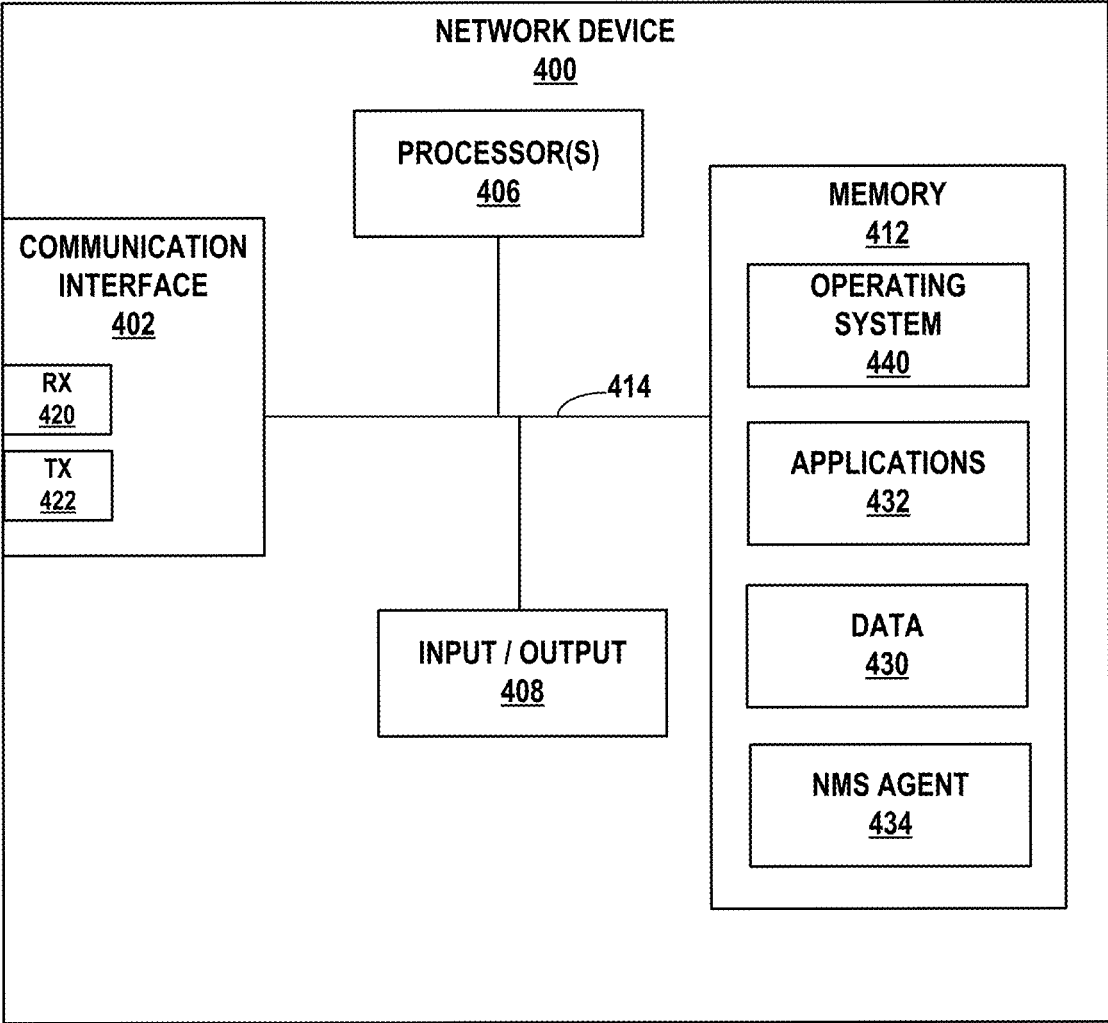 NETWORK DEVICE
400
PROCESSOR(S)
406
COMMUNICATION
INTERFACE
402
RX
420
TX
422
414
INPUT / OUTPUT
408
MEMORY
412
OPERATING
SYSTEM
440
APPLICATIONS
432
DATA
430
NMS AGENT
434